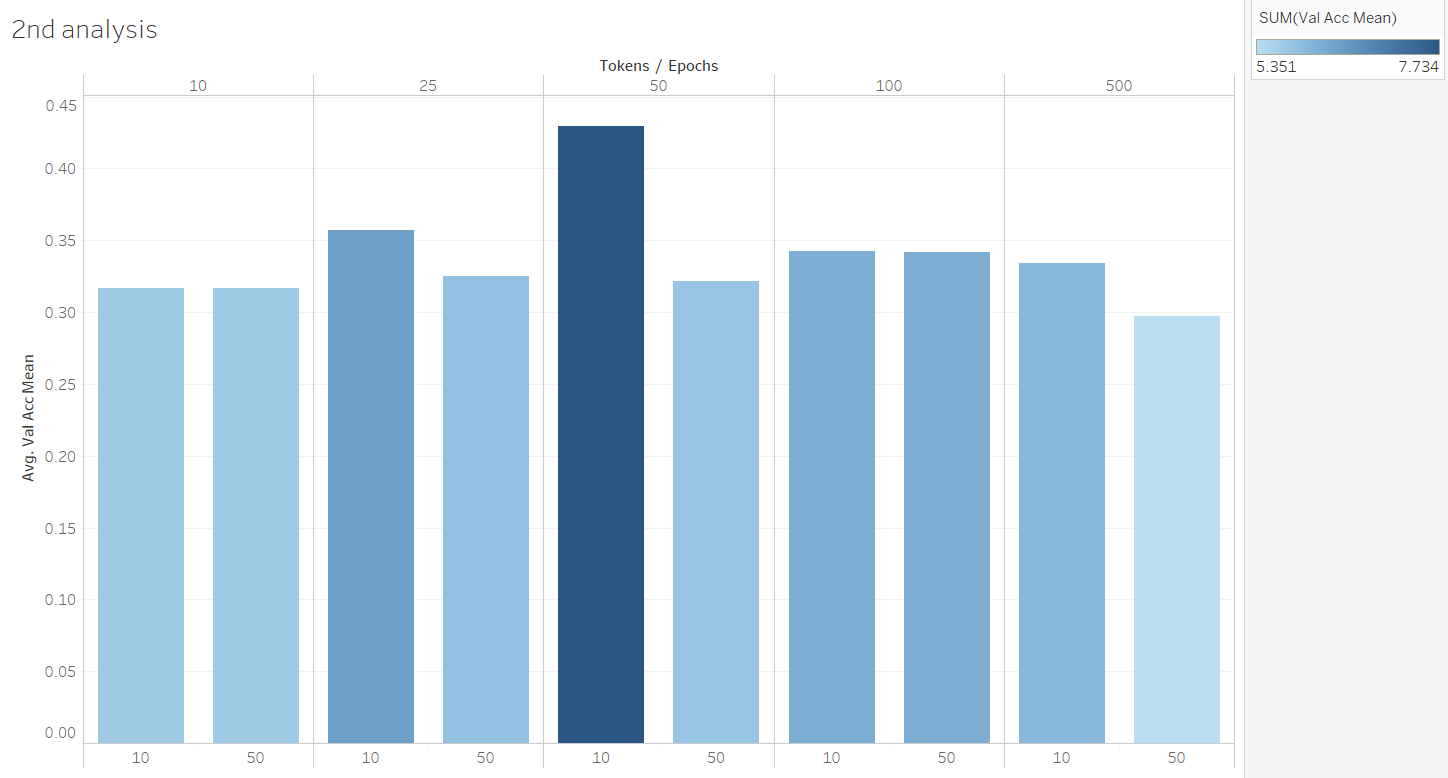 2nd analysis
SUM(Val Acc Mean)
5.351 7.734
Tokens / Epochs
10 25 50 100 500
0.45
0.40
0.35
0.30
0.25
0.20
0.15
0.10
0.05
0.00
Avg. Val Acc Mean
10 50 10 50 10 50 10 50 10 50